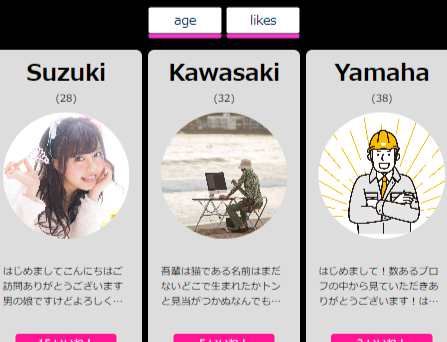 age
likes
Suzuki
(28)
はじめましてこんにちはご
訪問ありがとうございます
男の娘ですけどよろしく…
Kawasaki
(32)
吾輩は猫である名前はまだ
ないどこで生まれたかトン
と見当がつかぬなんでも…
Yamaha
(38)
はじめまして！数あるプロ
フの中から見ていただきあ
りがとうございます！は…